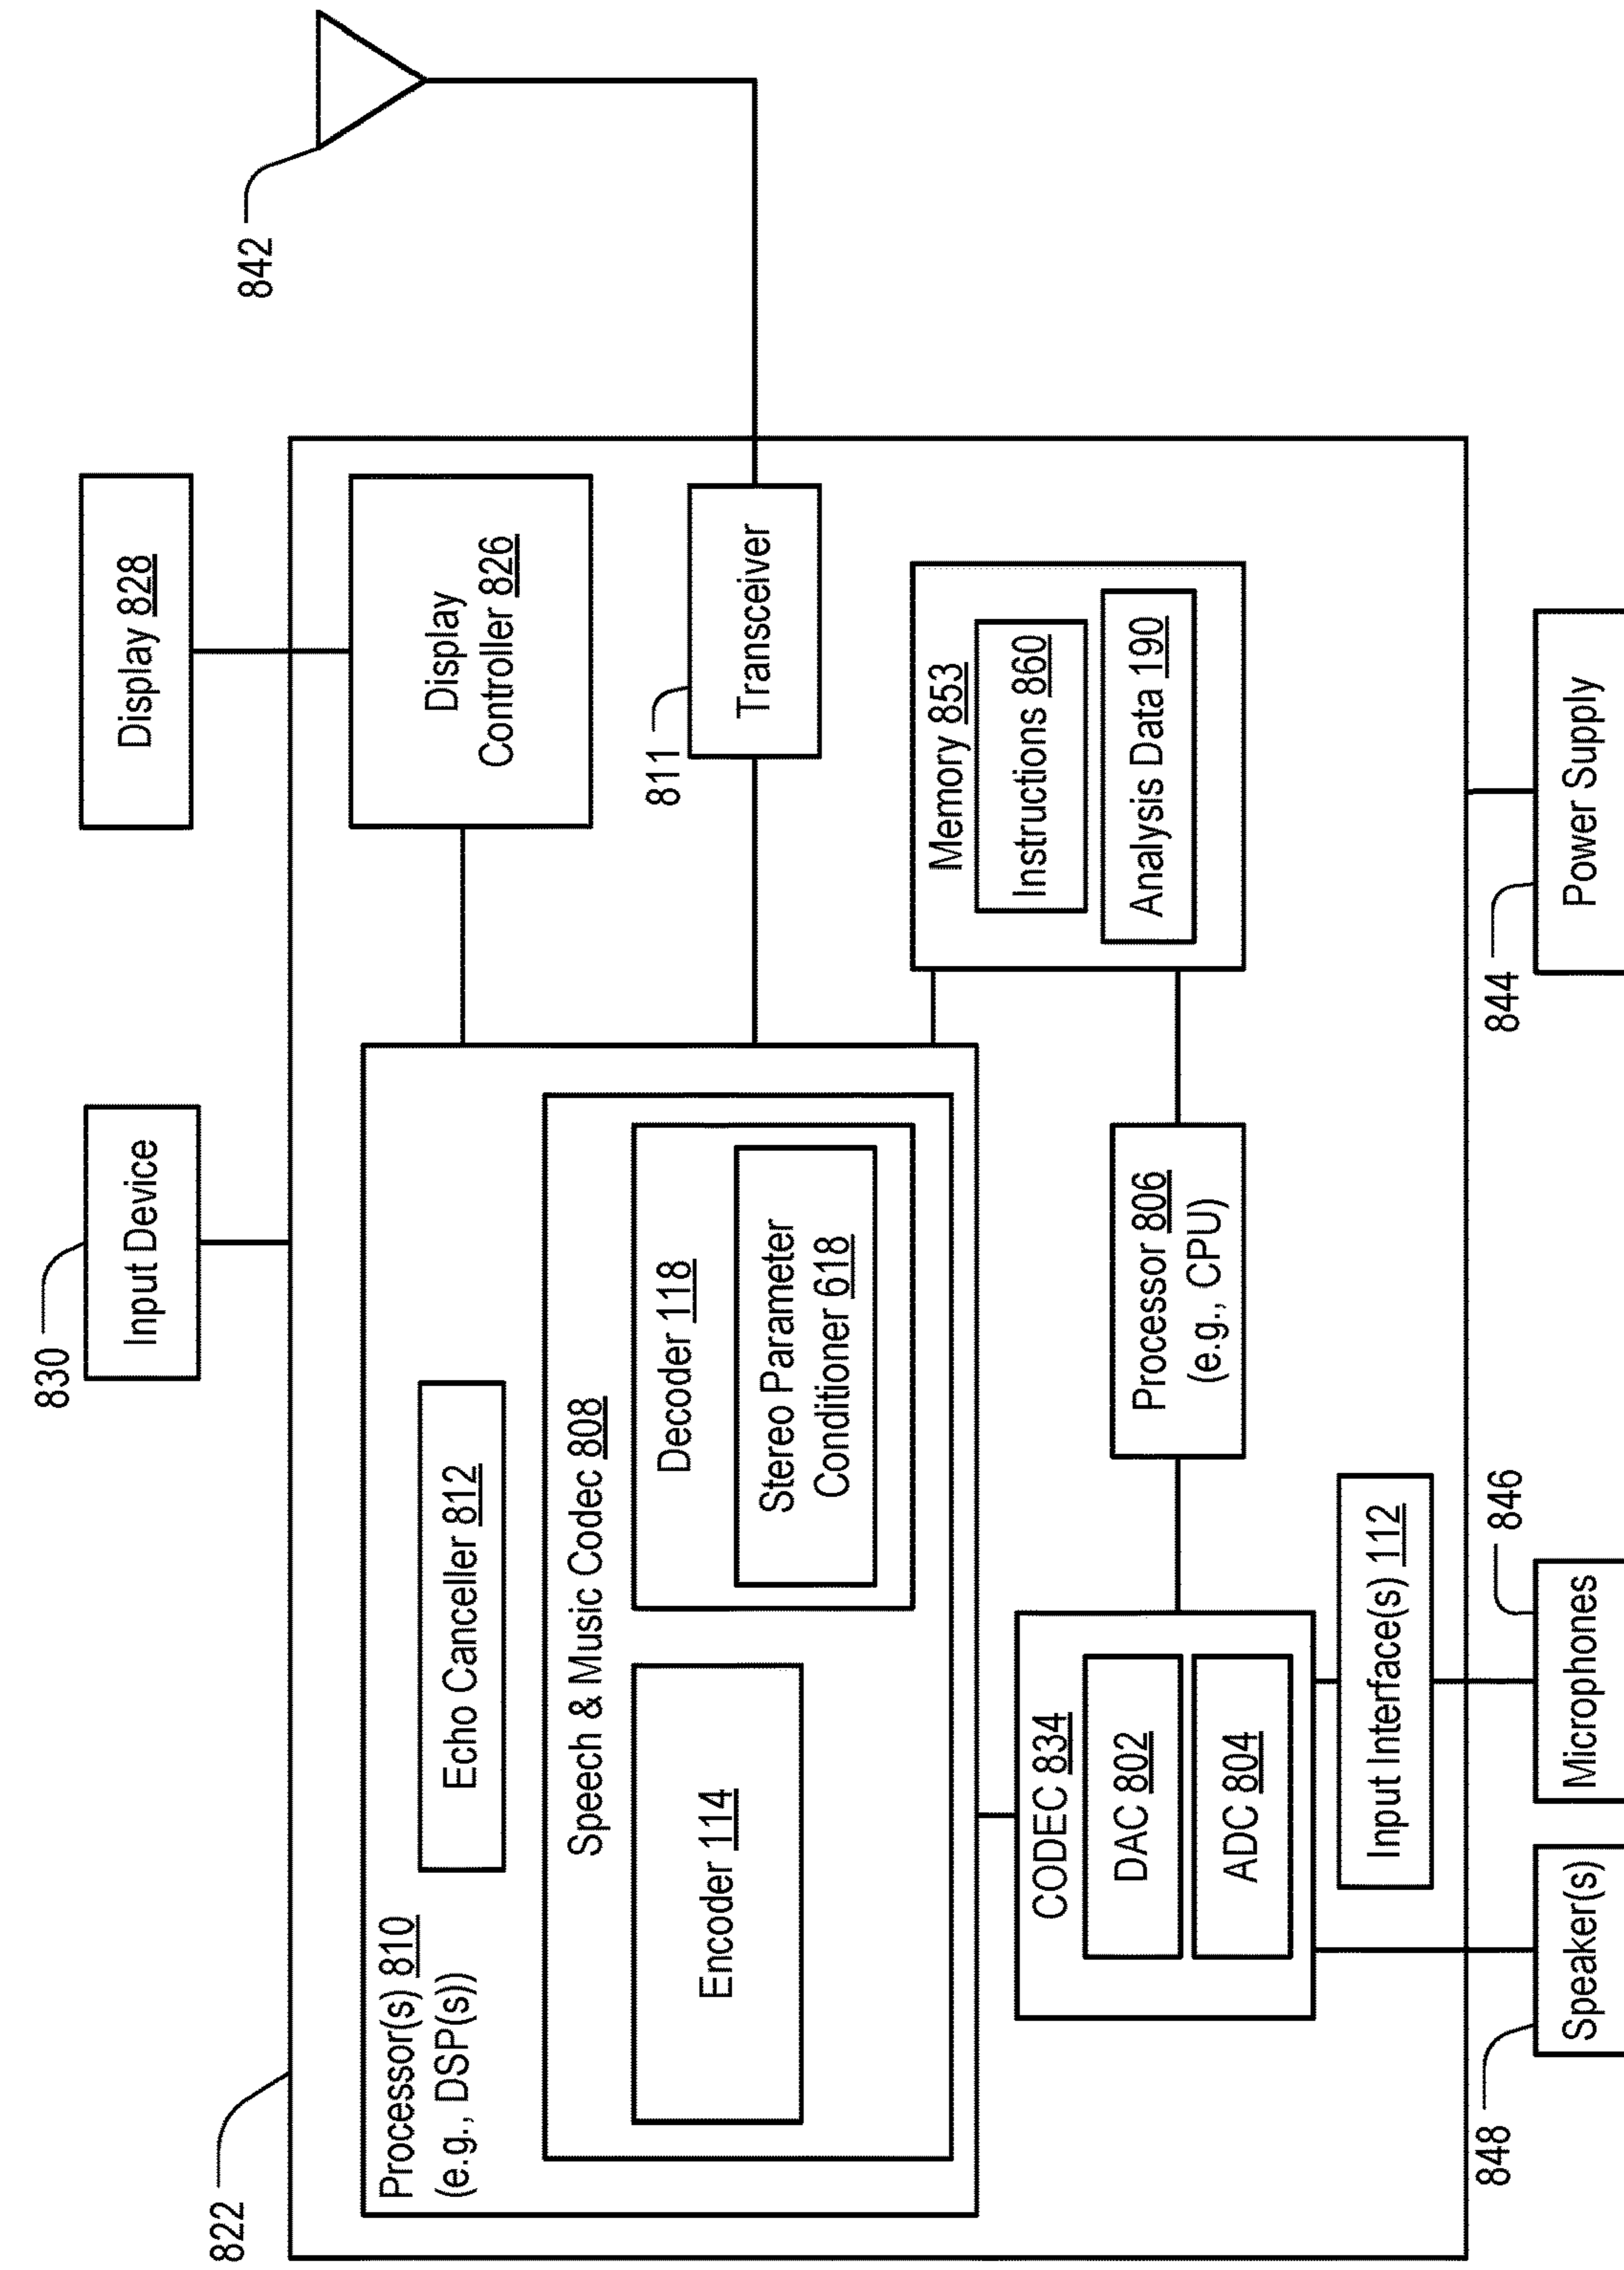 822
830
Input Device
Display 828
842
Processor(s) 810
(e.g., DSP(s))
Echo Canceller 812
Speech & Music Codec 808
Encoder 114
Decoder 118
Stereo Parameter
Conditioner 618
Display
Controller 826
811
Transceiver
Memory 853
Instructions 860
Analysis Data 190
CODEC 834
DAC 802
ADC 804
Processor 806
(e.g., CPU)
Input Interface(s) 112
848
Speaker(s)
846
Microphones
844
Power Supply